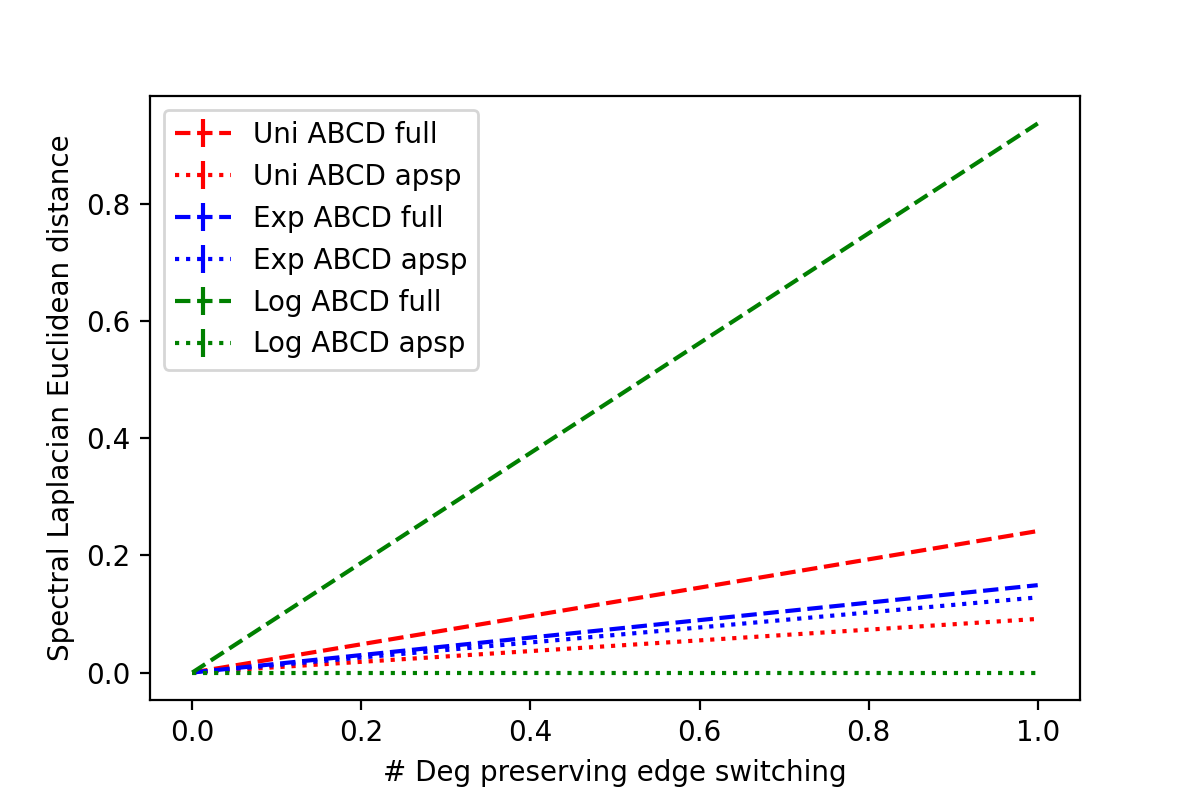 Uni ABCD full
Uni ABCD apsp
Exp ABCD full
Exp ABCD apsp
Log ABCD full
Log ABCD apsp
Spectral Laplacian Euclidean distance
0.8
0.6
0.4
0.2
0.0
0.0 0.2 0.4 0.6 0.8 1.0
# Deg preserving edge switching